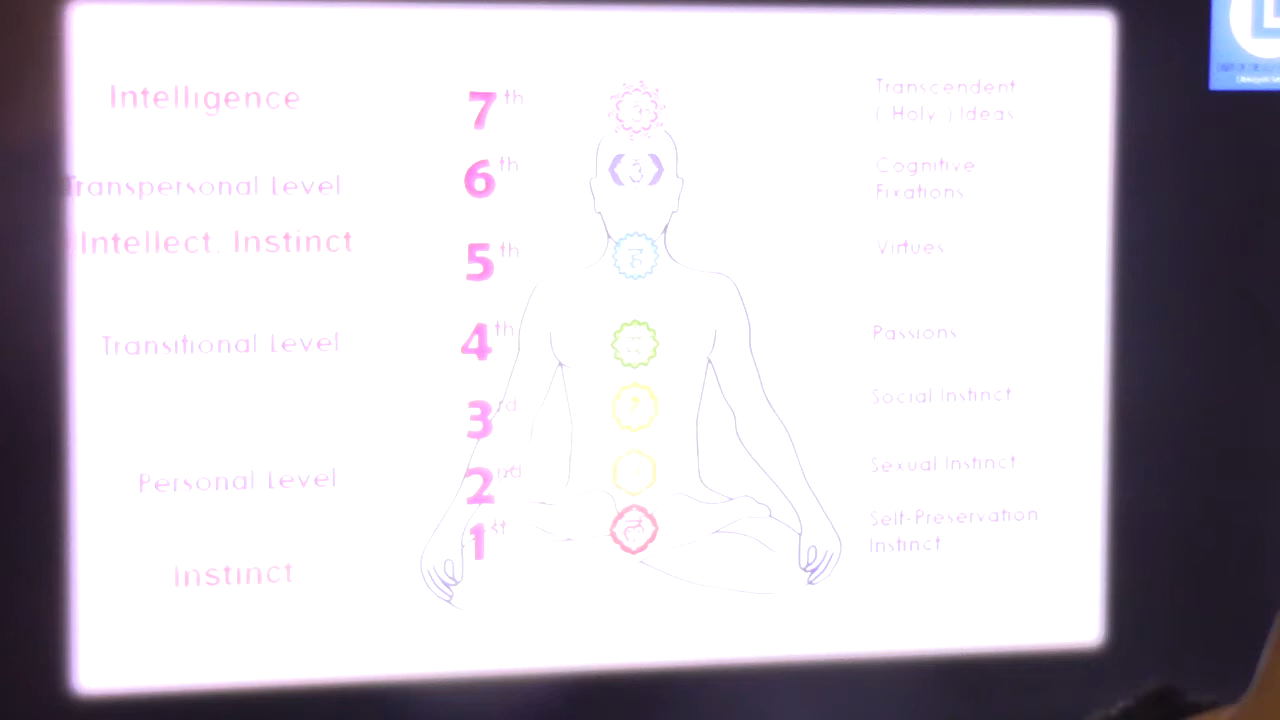 Intelligence
7th
Transcendent
( Holy ) Ideas
Transpersonal Level
6th
Cognitive
Fixations
Intellect. Instinct
5th
Virtues
Transitional Level
4th
Passions
3rd
Social Instinct
Personal Level
2nd
Sexual Instinct
1st
Self-Preservation
Instinct
Instinct